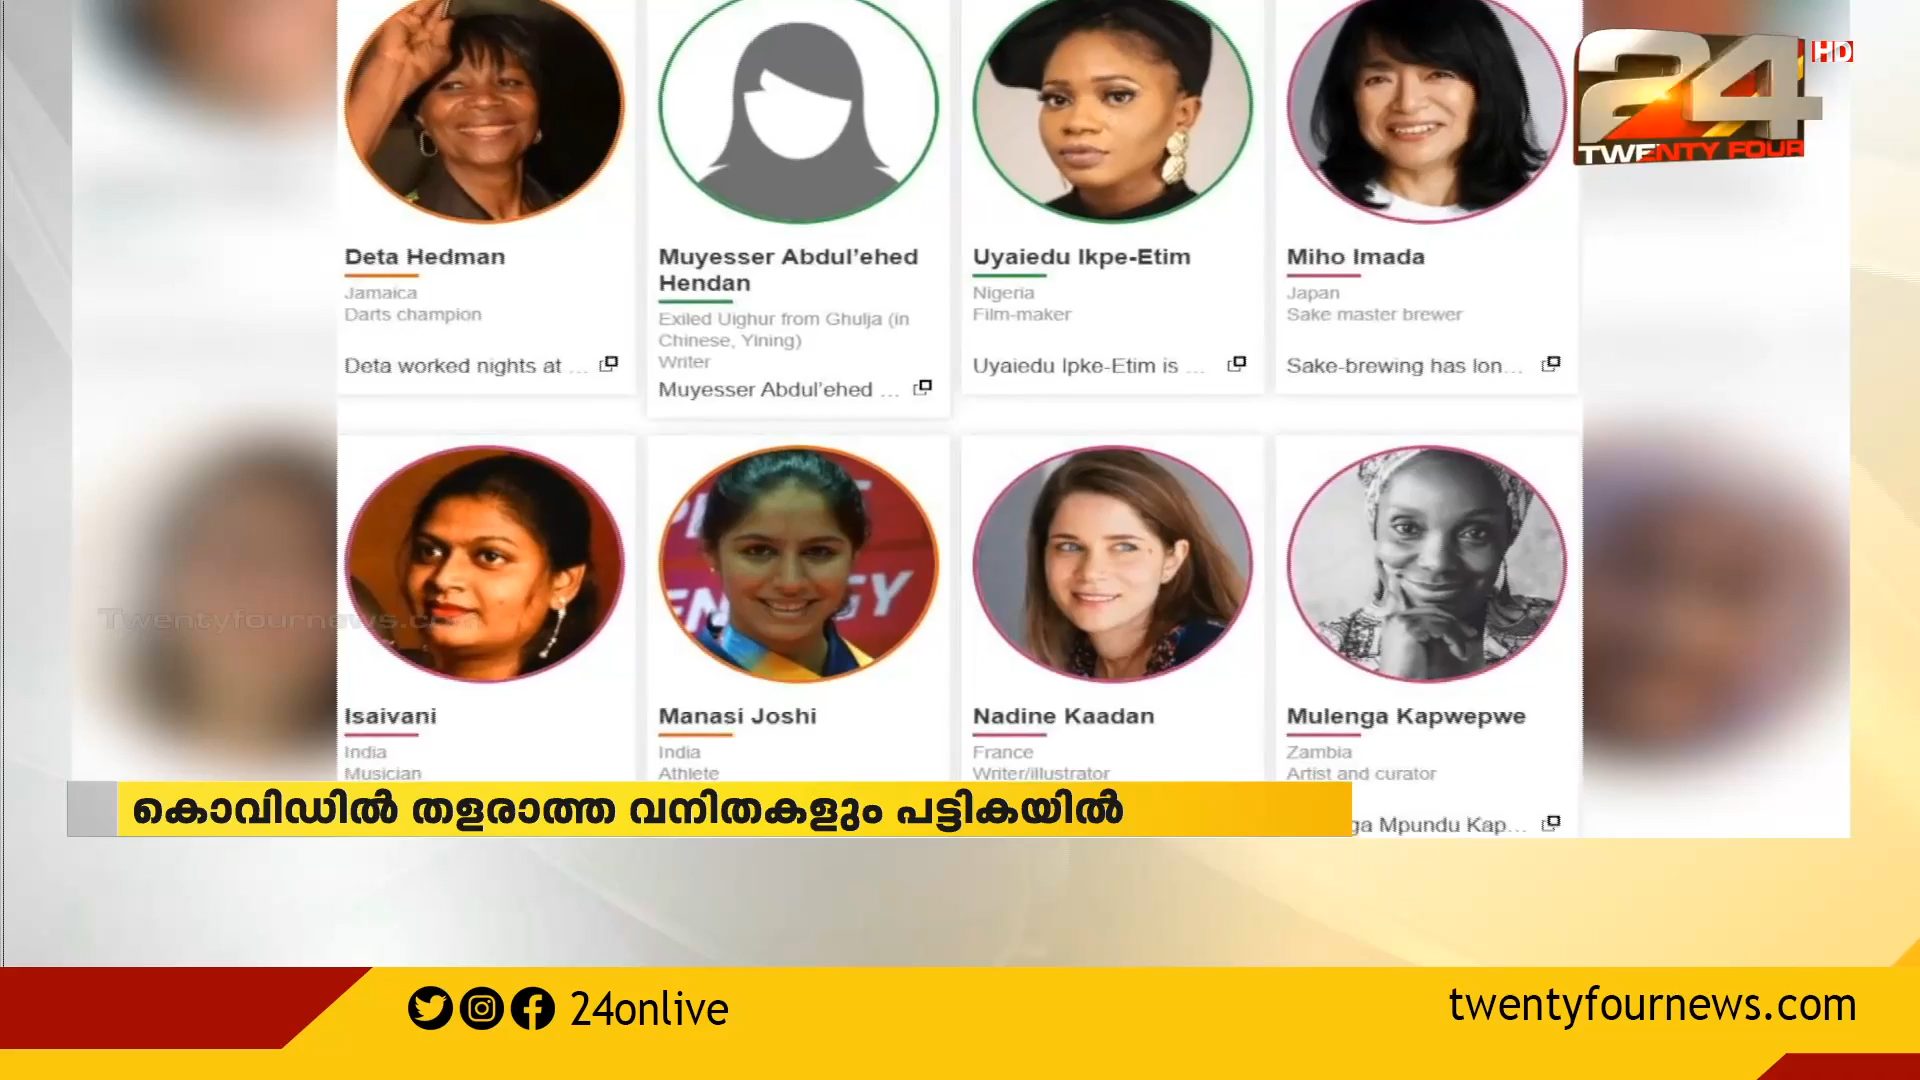 24 HD
TWENTY FOUR
Deta Hedman
Jamaica
Darts champion
Deta worked nights at ...
Muyesser Abdul’ehed
Hendan
Exiled Uighur from Ghulja (in
Chinese, Yining)
Writer
Muyesser Abdul’ehed ...
Uyaiedu Ikpe-Etim
Nigeria
Film-maker
Uyaiedu Ipke-Etim is ...
Miho Imada
Japan
Sake master brewer
Sake-brewing has lon...
Twentyfournews.com
Isaivani
India
Musician
Manasi Joshi
India
Athlete
Nadine Kaadan
France
Writer/illustrator
Mulenga Kapwepwe
Zambia
Artist and curator
ga Mpundu Kap...
കൊവിഡിൽ തളരാത്ത വനിതകളും പട്ടികയിൽ
24onlive
twentyfournews.com